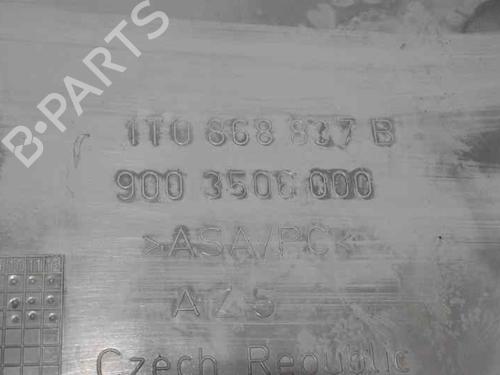 B-PARTS
1T0 868 837 B
900 3506 000
>ASA/PC<
AZS
Czech Republic